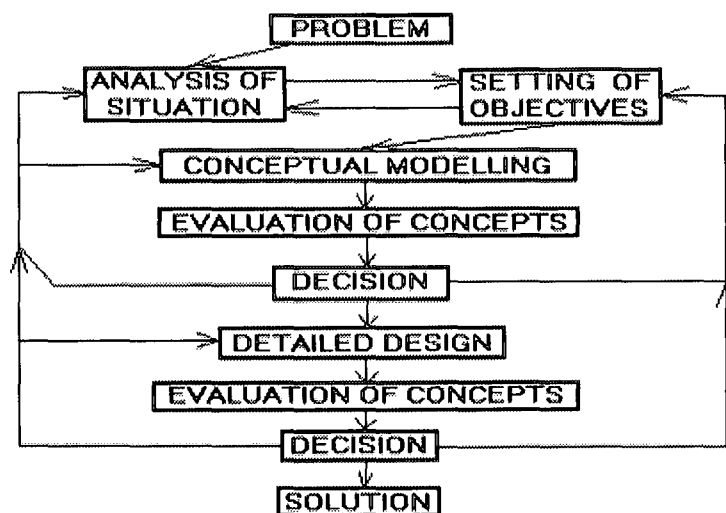 PROBLEM
ANALYSIS OF
SITUATION
SETTING OF
OBJECTIVES
CONCEPTUAL MODELLING
EVALUATION OF CONCEPTS
DECISION
DETAILED DESIGN
EVALUATION OF CONCEPTS
DECISION
SOLUTION